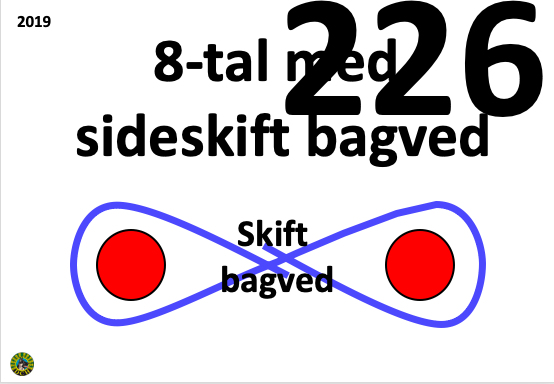 2019
226
8-tal med
sideskift bagved
Skift
bagved